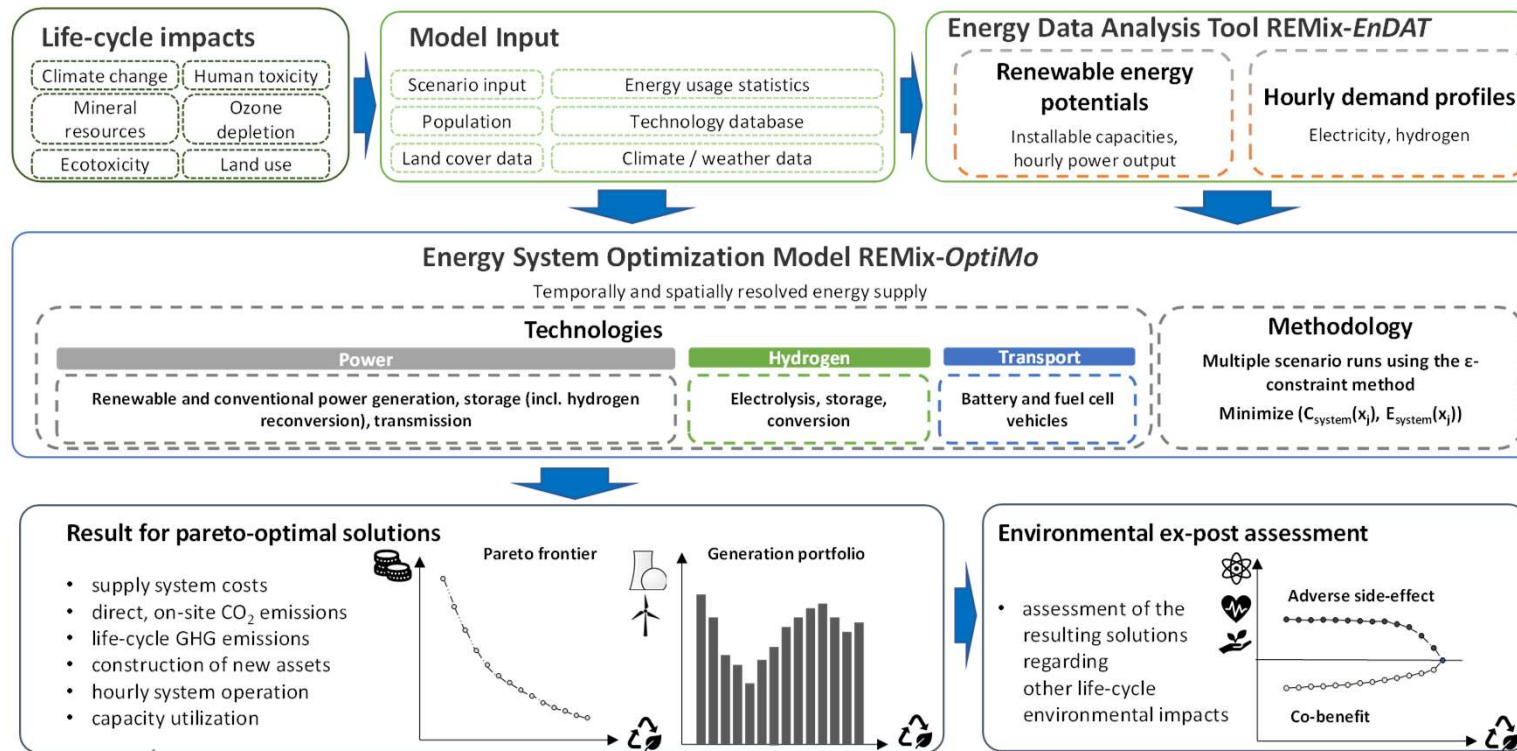 Life-cycle impacts
Climate change
Human toxicity
Mineral
resources
Ozone
depletion
Ecotoxicity
Land use
Model Input
Scenario input
Energy usage statistics
Population
Technology database
Land cover data
Climate / weather data
Energy Data Analysis Tool REMix-EnDAT
Renewable energy
potentials
Installable capacities,
hourly power output
Hourly demand profiles
Electricity, hydrogen
Energy System Optimization Model REMix-OptiMo
Temporally and spatially resolved energy supply
Technologies
Power
Renewable and conventional power generation, storage (incl. hydrogen
reconversion), transmission
Hydrogen
Electrolysis, storage,
conversion
Transport
Battery and fuel cell
vehicles
Methodology
Multiple scenario runs using the ε-
constraint method
Minimize (C_system(x_j), E_system(x_j))
Result for pareto-optimal solutions
• supply system costs
• direct, on-site CO₂ emissions
• life-cycle GHG emissions
• construction of new assets
• hourly system operation
• capacity utilization
Pareto frontier
Generation portfolio
Environmental ex-post assessment
• assessment of the
resulting solutions
regarding
other life-cycle
environmental impacts
Adverse side-effect
Co-benefit